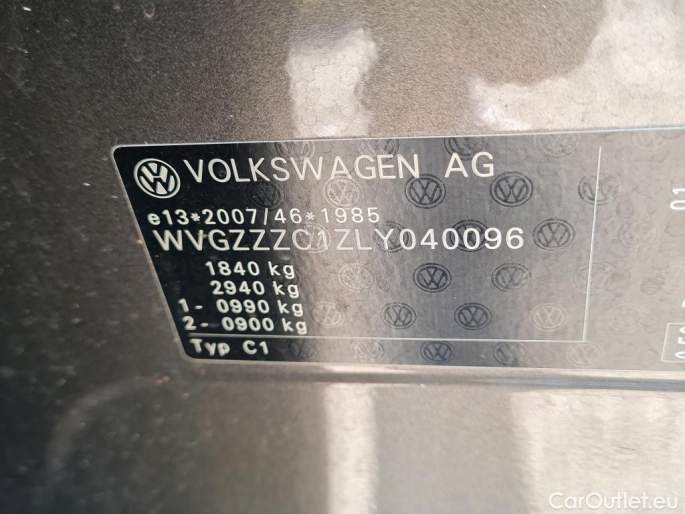 VOLKSWAGEN AG
e13*2007/46*1985
WVGZZZC1ZLY040096
1840 kg
2940 kg
1- 0990 kg
2- 0900 kg
Typ C1
01
CarOutlet.eu